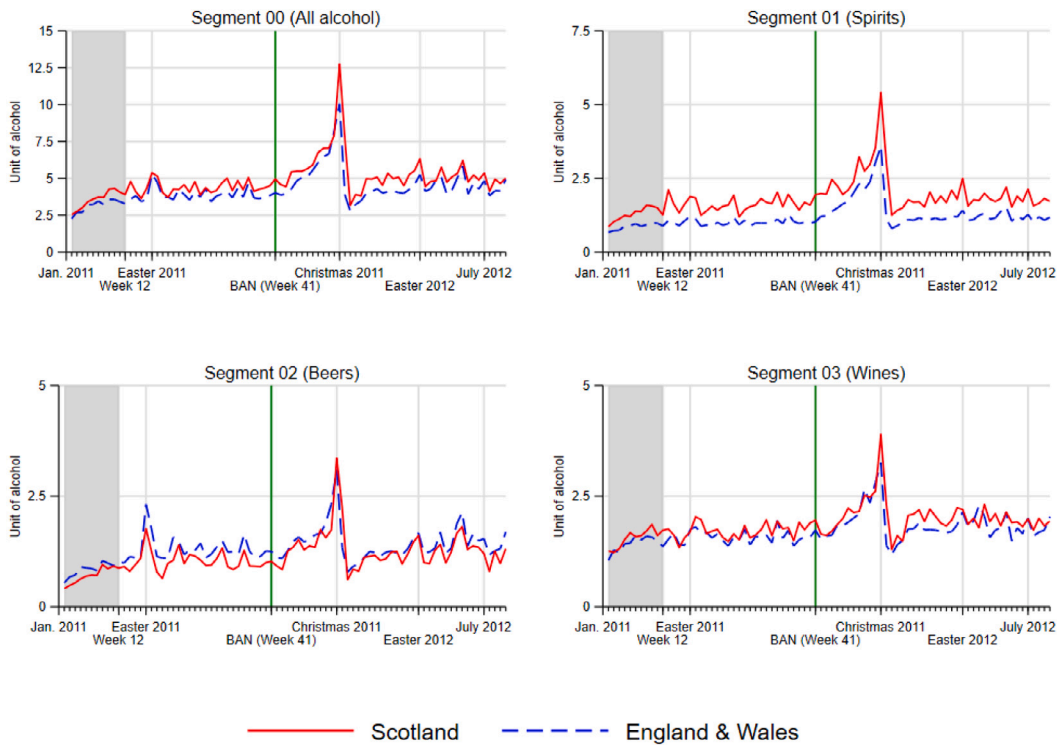 Segment 00 (All alcohol)
15
12.5
10
7.5
5
2.5
0
Unit of alcohol
Jan. 2011 Easter 2011 Christmas 2011 July 2012
Week 12 BAN (Week 41) Easter 2012
Segment 01 (Spirits)
7.5
5
2.5
0
Unit of alcohol
Jan. 2011 Easter 2011 Christmas 2011 July 2012
Week 12 BAN (Week 41) Easter 2012
Segment 02 (Beers)
5
2.5
0
Unit of alcohol
Jan. 2011 Easter 2011 Christmas 2011 July 2012
Week 12 BAN (Week 41) Easter 2012
Segment 03 (Wines)
5
2.5
0
Unit of alcohol
Jan. 2011 Easter 2011 Christmas 2011 July 2012
Week 12 BAN (Week 41) Easter 2012
Scotland England & Wales